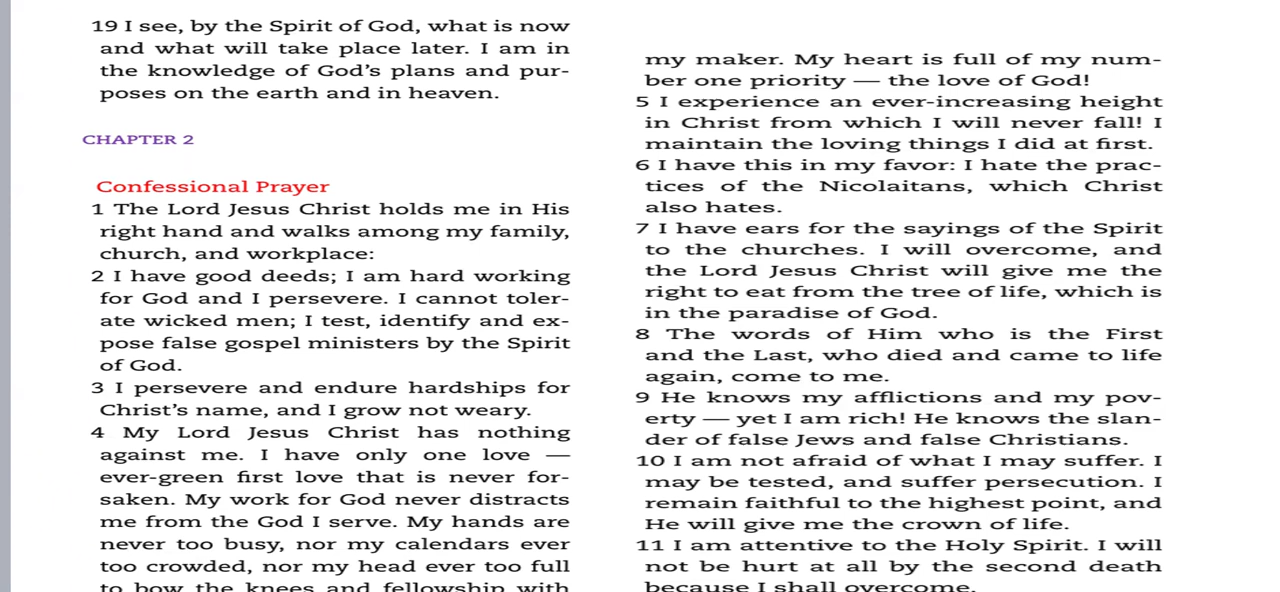 19 I see, by the Spirit of God, what is now
and what will take place later. I am in
the knowledge of God's plans and pur-
poses on the earth and in heaven.
CHAPTER 2
Confessional Prayer
1 The Lord Jesus Christ holds me in His
right hand and walks among my family,
church, and workplace:
2 I have good deeds; I am hard working
for God and I persevere. I cannot toler-
ate wicked men; I test, identify and ex-
pose false gospel ministers by the Spirit
of God.
3 I persevere and endure hardships for
Christ's name, and I grow not weary.
4 My Lord Jesus Christ has nothing
against me. I have only one love —
ever-green first love that is never for-
saken. My work for God never distracts
me from the God I serve. My hands are
never too busy, nor my calendars ever
too crowded, nor my head ever too full
to bow the knees and fellowship with
my maker. My heart is full of my num-
ber one priority — the love of God!
5 I experience an ever-increasing height
in Christ from which I will never fall! I
maintain the loving things I did at first.
6 I have this in my favor: I hate the prac-
tices of the Nicolaitans, which Christ
also hates.
7 I have ears for the sayings of the Spirit
to the churches. I will overcome, and
the Lord Jesus Christ will give me the
right to eat from the tree of life, which is
in the paradise of God.
8 The words of Him who is the First
and the Last, who died and came to life
again, come to me.
9 He knows my afflictions and my pov-
erty — yet I am rich! He knows the slan-
der of false Jews and false Christians.
10 I am not afraid of what I may suffer. I
may be tested, and suffer persecution. I
remain faithful to the highest point, and
He will give me the crown of life.
11 I am attentive to the Holy Spirit. I will
not be hurt at all by the second death
because I shall overcome.